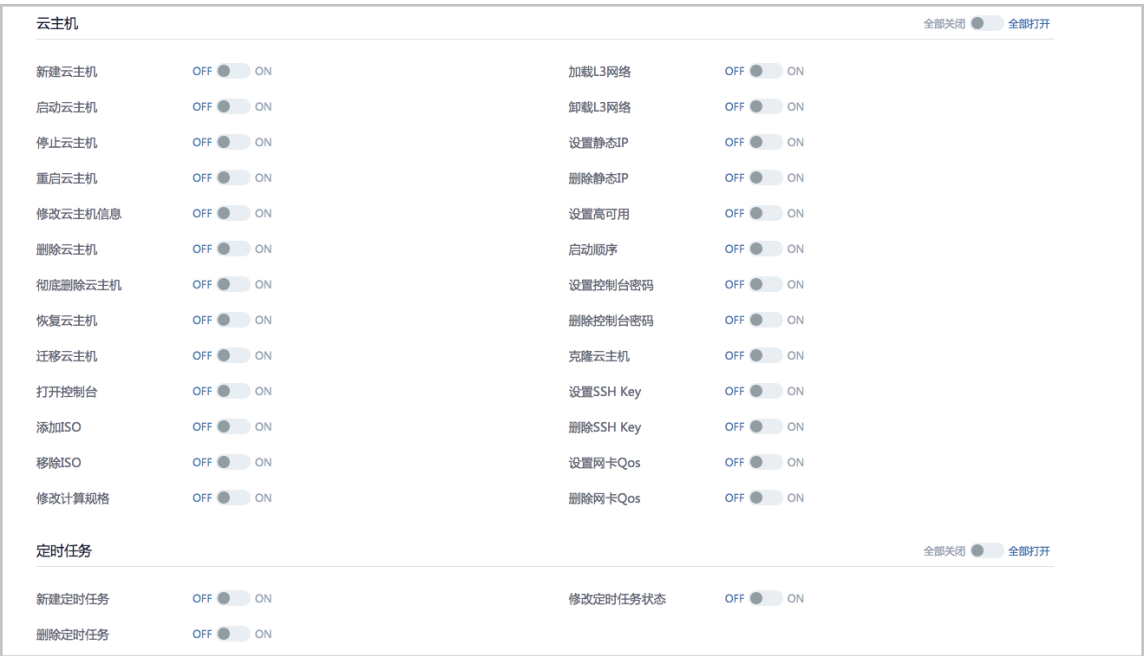 云主机 全部关闭 全部打开
新建云主机 OFF ON 加载L3网络 OFF ON
启动云主机 OFF ON 卸载L3网络 OFF ON
停止云主机 OFF ON 设置静态IP OFF ON
重启云主机 OFF ON 删除静态IP OFF ON
修改云主机信息 OFF ON 设置高可用 OFF ON
删除云主机 OFF ON 启动顺序 OFF ON
彻底删除云主机 OFF ON 设置控制台密码 OFF ON
恢复云主机 OFF ON 删除控制台密码 OFF ON
迁移云主机 OFF ON 克隆云主机 OFF ON
打开控制台 OFF ON 设置SSH Key OFF ON
添加ISO OFF ON 删除SSH Key OFF ON
移除ISO OFF ON 设置网卡Qos OFF ON
修改计算规格 OFF ON 删除网卡Qos OFF ON
定时任务 全部关闭 全部打开
新建定时任务 OFF ON 修改定时任务状态 OFF ON
删除定时任务 OFF ON